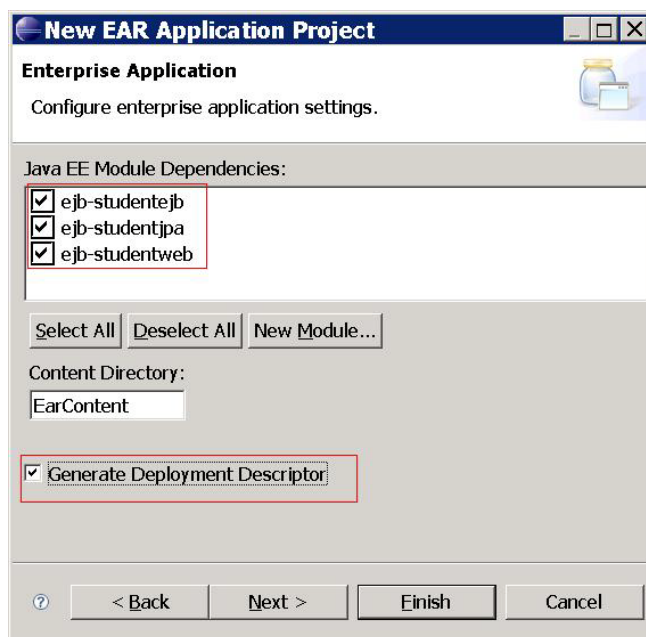 New EAR Application Project
Enterprise Application
Configure enterprise application settings.
Java EE Module Dependencies:
ejb-studentejb
ejb-studentjpa
ejb-studentweb
Select All Deselect All New Module...
Content Directory:
EarContent
Generate Deployment Descriptor
? < Back Next > Finish Cancel